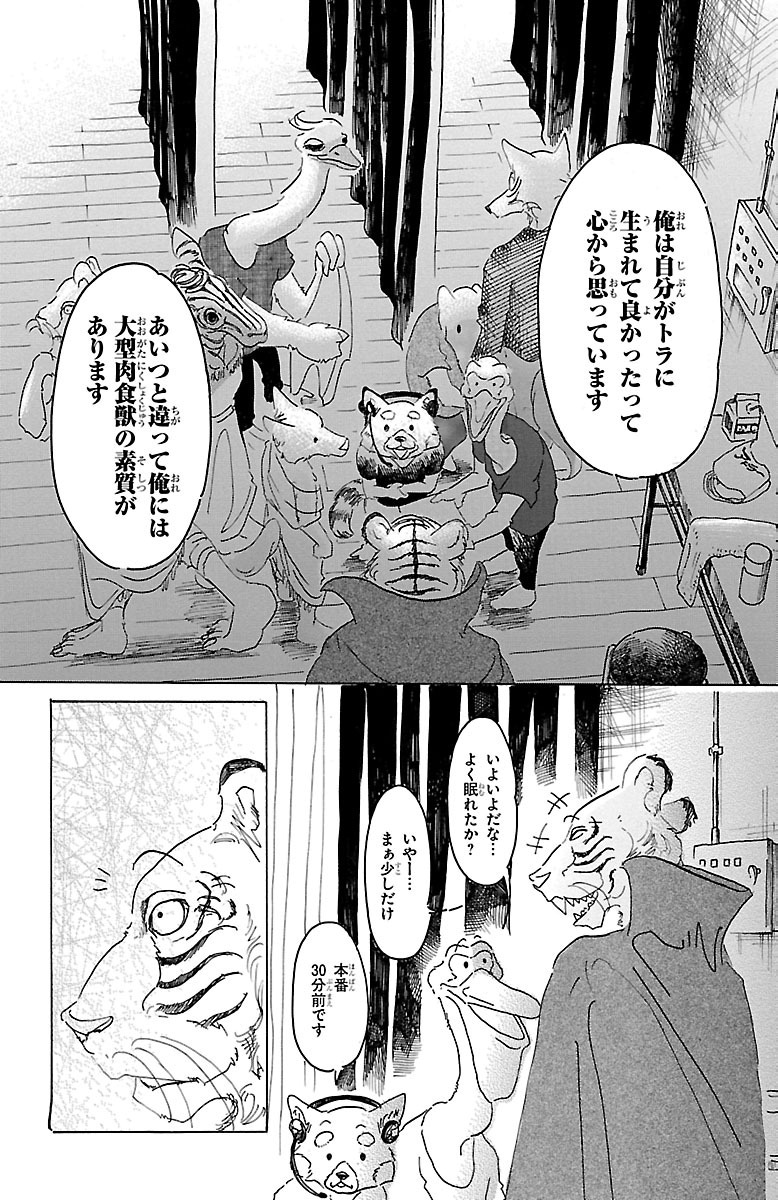 俺は自分がトラに
生まれて良かったって
心から思っています
あいつと違って俺には
大型肉食獣の素質が
あります
いよいよだな…
よく眠れたか？
いやー…
まぁ少しだけ
本番
30分前です